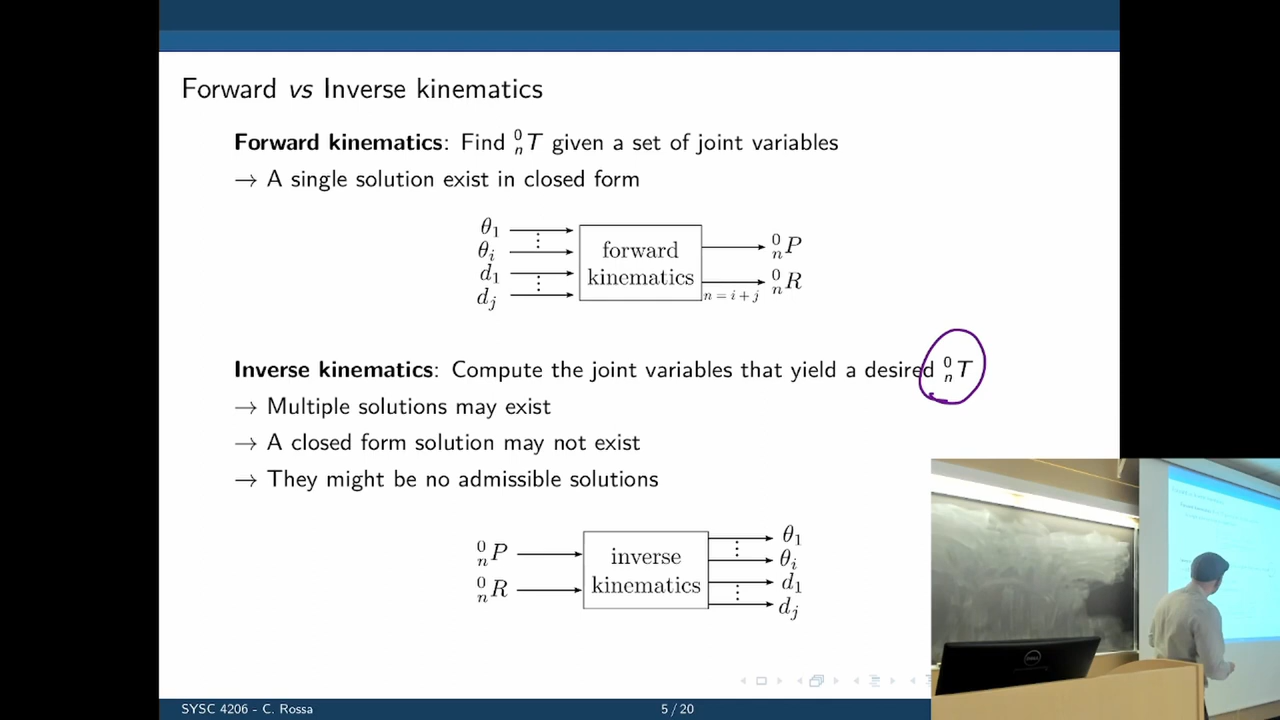 Forward vs Inverse kinematics
Forward kinematics: Find ⁰ₙT given a set of joint variables
→ A single solution exist in closed form
θ₁
⋮
θᵢ
d₁
⋮
dⱼ
forward
kinematics
⁰ₙP
⁰ₙR
n = i + j
Inverse kinematics: Compute the joint variables that yield a desired ⁰ₙT
→ Multiple solutions may exist
→ A closed form solution may not exist
→ They might be no admissible solutions
⁰ₙP
⁰ₙR
inverse
kinematics
θ₁
⋮
θᵢ
d₁
⋮
dⱼ
DELL
SYSC 4206 - C. Rossa
5 / 20